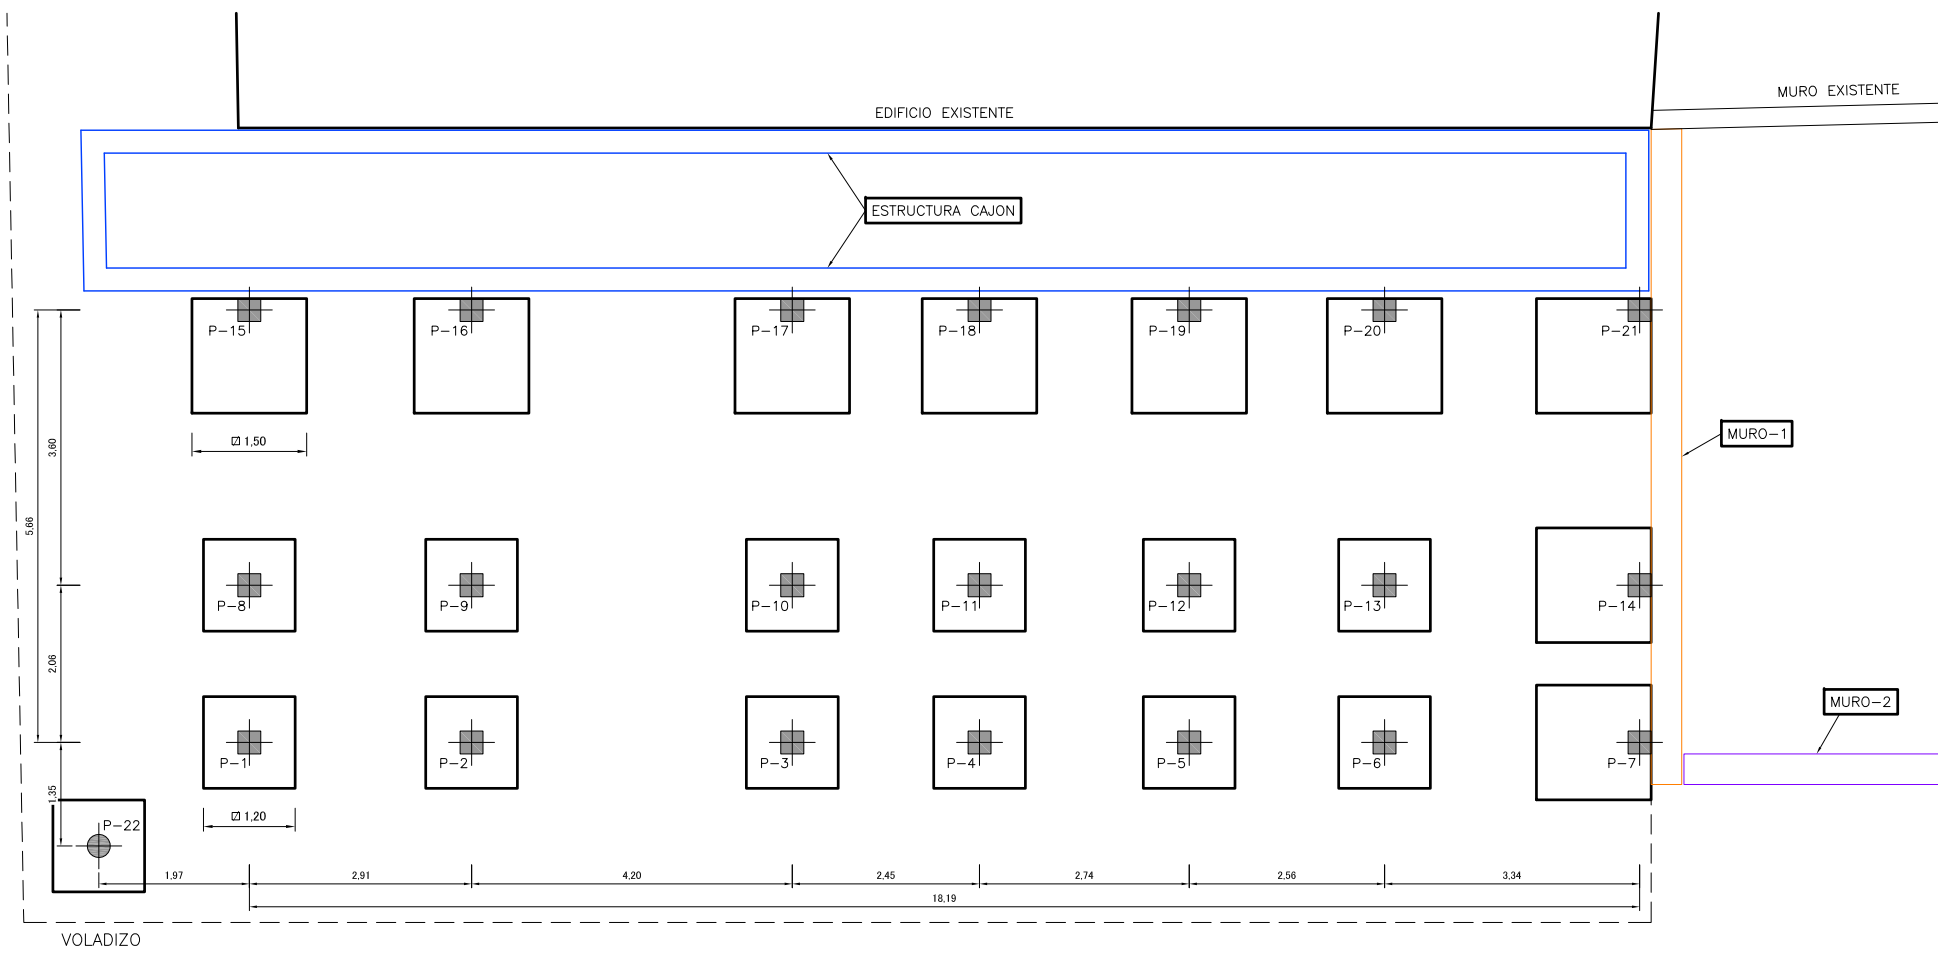 MURO EXISTENTE
EDIFICIO EXISTENTE
ESTRUCTURA CAJON
P-15
P-16
P-17
P-18
P-19
P-20
P-21
1,50
3,60
MURO-1
5,66
P-8
P-9
P-10
P-11
P-12
P-13
P-14
2,06
MURO-2
P-1
P-2
P-3
P-4
P-5
P-6
P-7
1,35
1,20
P-22
1,97
2,91
4,20
2,45
2,74
2,56
3,34
18,19
VOLADIZO